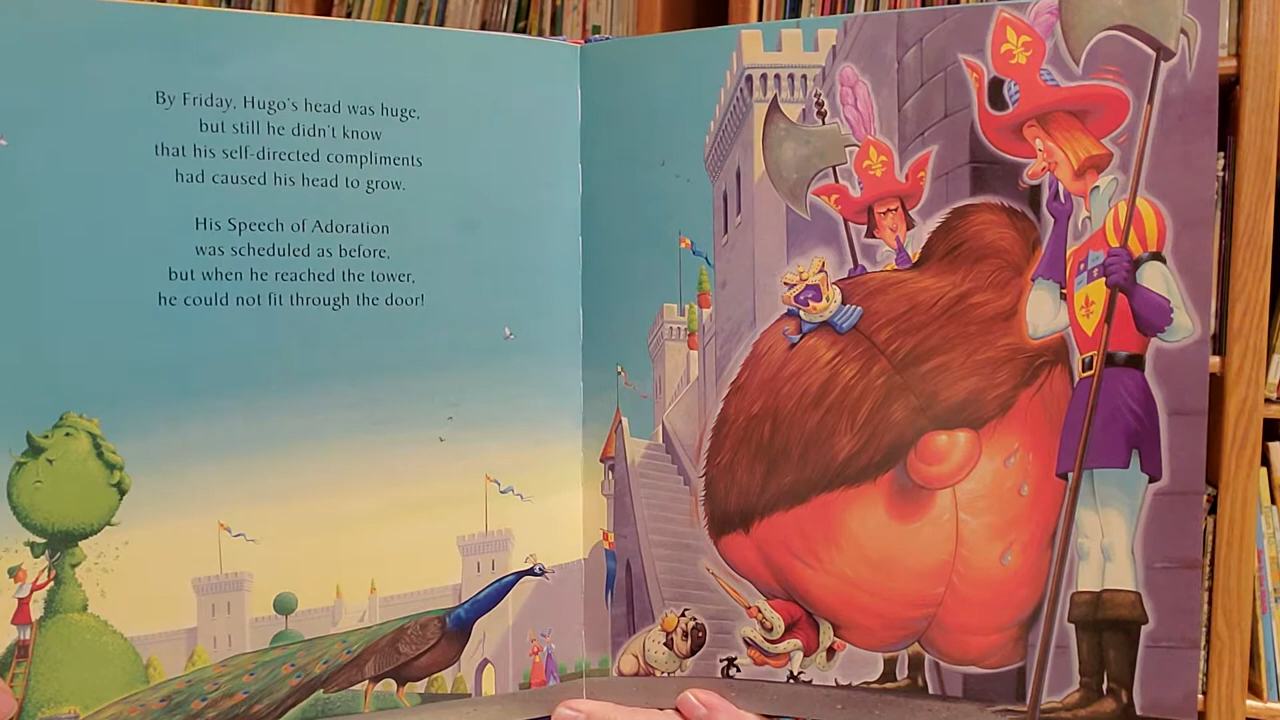 By Friday, Hugo's head was huge,
but still he didn't know
that his self-directed compliments
had caused his head to grow.
His Speech of Adoration
was scheduled as before,
but when he reached the tower,
he could not fit through the door!